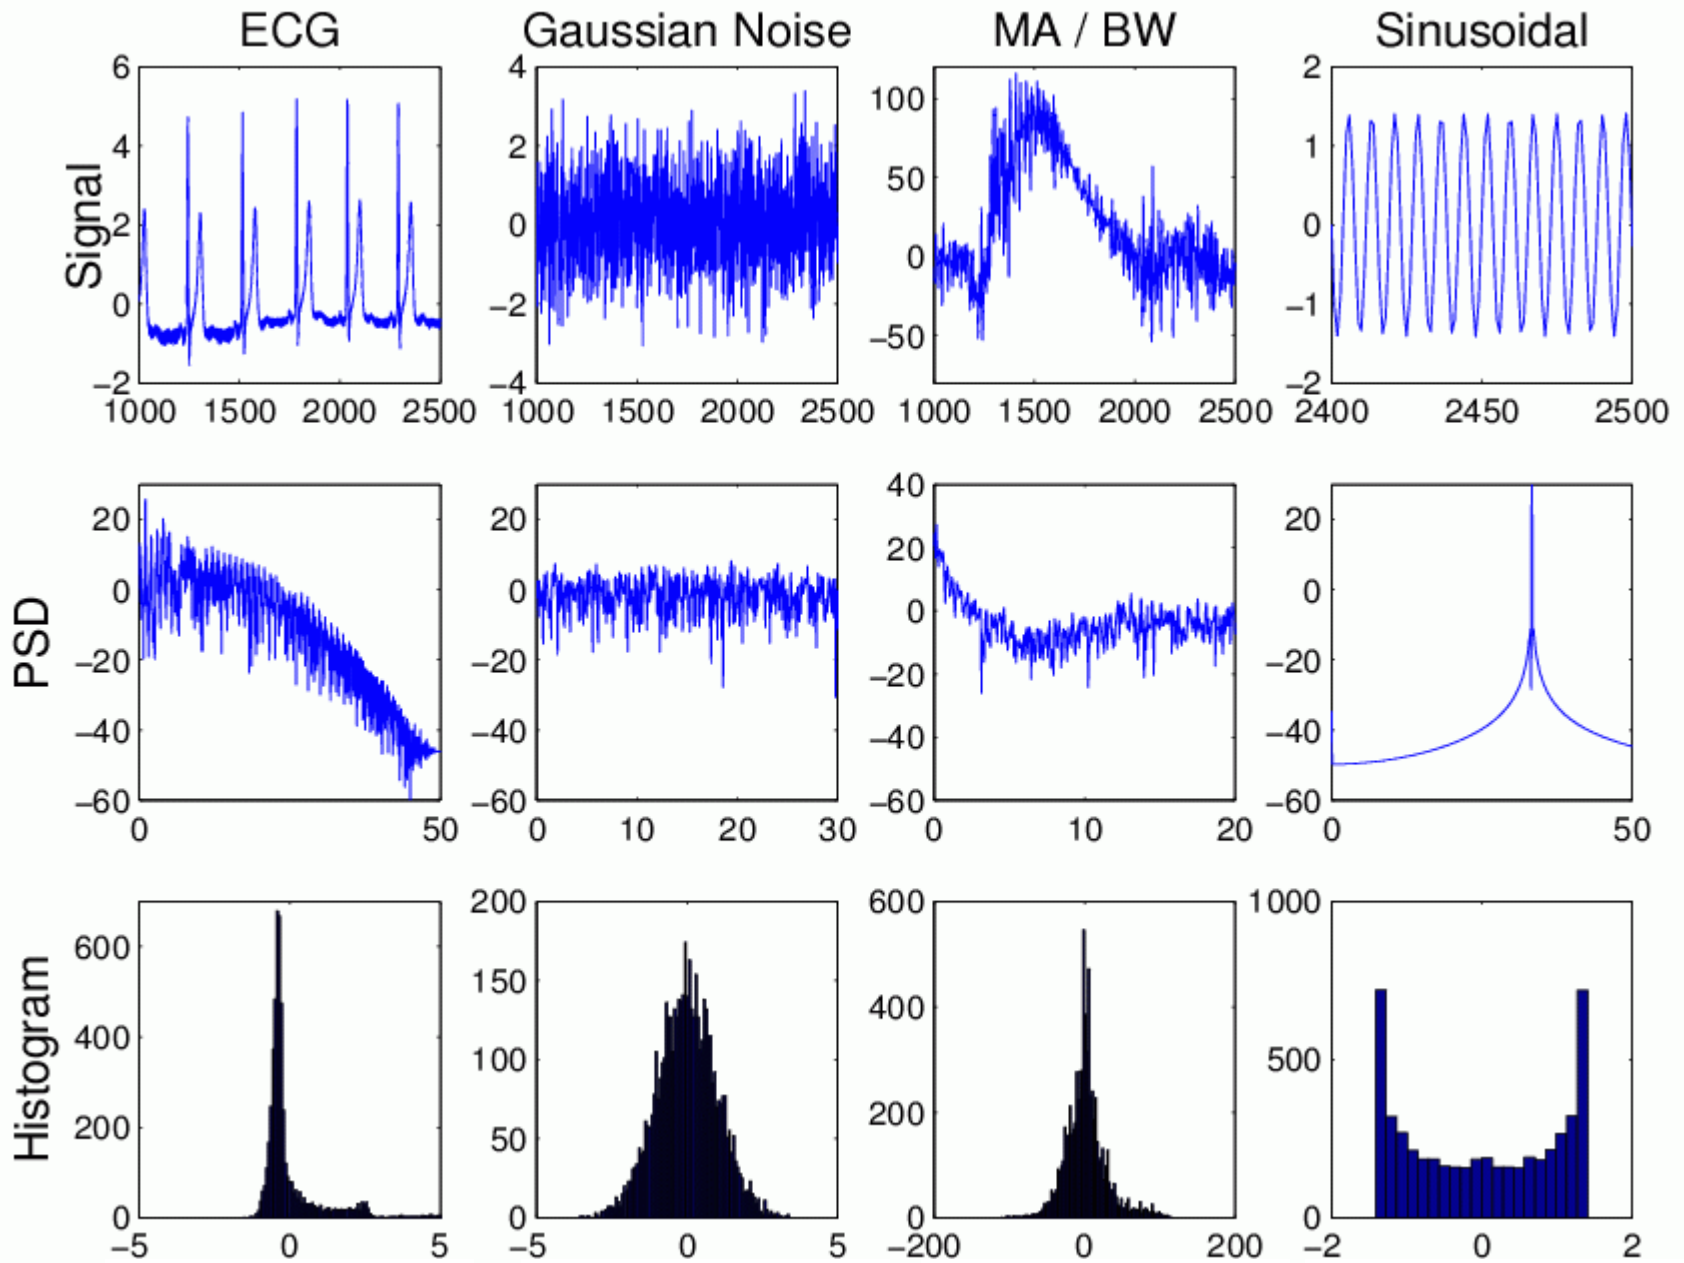 ECG Gaussian Noise MA / BW Sinusoidal
Signal
6 4 2 0 −2
1000 1500 2000 2500
4 2 0 −2 −4
1000 1500 2000 2500
100 50 0 −50
1000 1500 2000 2500
2 1 0 −1 −2
2400 2450 2500
PSD
20 0 −20 −40 −60
0 50
20 0 −20 −40 −60
0 10 20 30
40 20 0 −20 −40 −60
0 10 20
20 0 −20 −40 −60
0 50
Histogram
600 400 200 0
−5 0 5
200 150 100 50 0
−5 0 5
600 400 200 0
−200 0 200
1000 500 0
−2 0 2